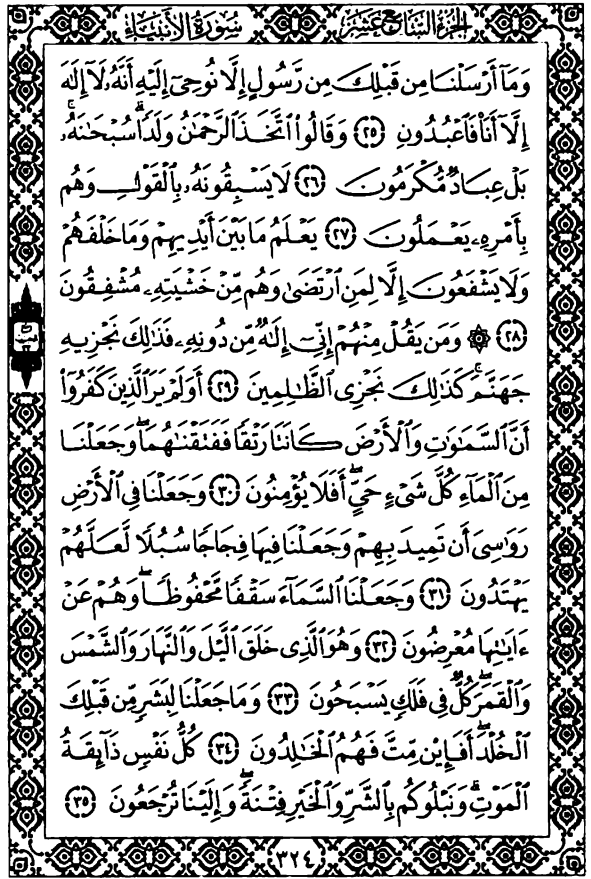 الجزء السابع عشر سورة الأنبياء
وَمَآ أَرْسَلْنَا مِن قَبْلِكَ مِن رَّسُولٍ إِلَّا نُوحِىٓ إِلَيْهِ أَنَّهُۥ لَآ إِلَٰهَ
إِلَّآ أَنَا۠ فَٱعْبُدُونِ ٢٥ وَقَالُوا۟ ٱتَّخَذَ ٱلرَّحْمَٰنُ وَلَدًا ۗ سُبْحَٰنَهُۥ ۚ
بَلْ عِبَادٌ مُّكْرَمُونَ ٢٦ لَا يَسْبِقُونَهُۥ بِٱلْقَوْلِ وَهُم
بِأَمْرِهِۦ يَعْمَلُونَ ٢٧ يَعْلَمُ مَا بَيْنَ أَيْدِيهِمْ وَمَا خَلْفَهُمْ
وَلَا يَشْفَعُونَ إِلَّا لِمَنِ ٱرْتَضَىٰ وَهُم مِّنْ خَشْيَتِهِۦ مُشْفِقُونَ
٢٨ ۞ وَمَن يَقُلْ مِنْهُمْ إِنِّىٓ إِلَٰهٌ مِّن دُونِهِۦ فَذَٰلِكَ نَجْزِيهِ
جَهَنَّمَ ۚ كَذَٰلِكَ نَجْزِى ٱلظَّٰلِمِينَ ٢٩ أَوَلَمْ يَرَ ٱلَّذِينَ كَفَرُوٓا۟
أَنَّ ٱلسَّمَٰوَٰتِ وَٱلْأَرْضَ كَانَتَا رَتْقًا فَفَتَقْنَٰهُمَا ۖ وَجَعَلْنَا
مِنَ ٱلْمَآءِ كُلَّ شَىْءٍ حَىٍّ ۖ أَفَلَا يُؤْمِنُونَ ٣٠ وَجَعَلْنَا فِى ٱلْأَرْضِ
رَوَٰسِىَ أَن تَمِيدَ بِهِمْ وَجَعَلْنَا فِيهَا فِجَاجًا سُبُلًا لَّعَلَّهُمْ
يَهْتَدُونَ ٣١ وَجَعَلْنَا ٱلسَّمَآءَ سَقْفًا مَّحْفُوظًا ۖ وَهُمْ عَنْ
ءَايَٰتِهَا مُعْرِضُونَ ٣٢ وَهُوَ ٱلَّذِى خَلَقَ ٱلَّيْلَ وَٱلنَّهَارَ وَٱلشَّمْسَ
وَٱلْقَمَرَ ۖ كُلٌّ فِى فَلَكٍ يَسْبَحُونَ ٣٣ وَمَا جَعَلْنَا لِبَشَرٍ مِّن قَبْلِكَ
ٱلْخُلْدَ ۖ أَفَإِي۟ن مِّتَّ فَهُمُ ٱلْخَٰلِدُونَ ٣٤ كُلُّ نَفْسٍ ذَآئِقَةُ
ٱلْمَوْتِ ۗ وَنَبْلُوكُم بِٱلشَّرِّ وَٱلْخَيْرِ فِتْنَةً ۖ وَإِلَيْنَا تُرْجَعُونَ ٣٥
٣٢٤